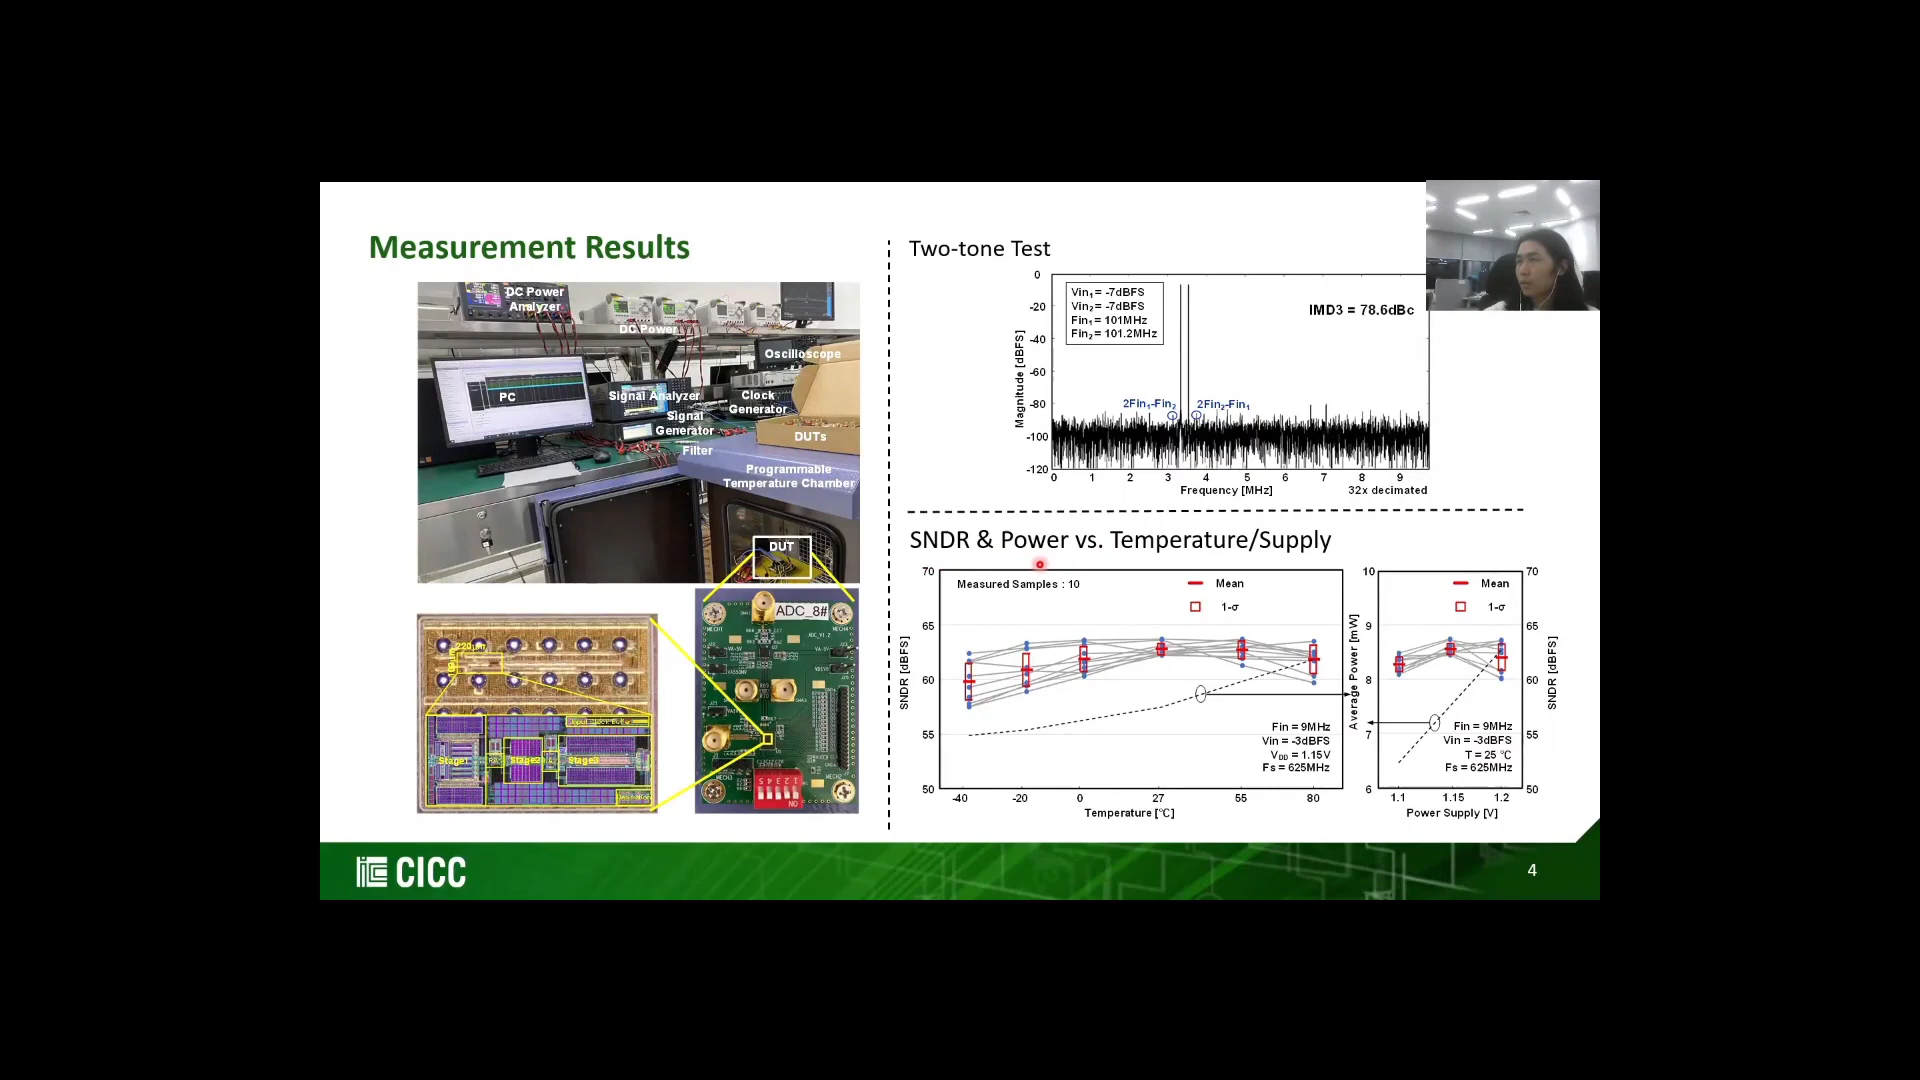 Measurement Results
DC Power
Analyzer
DC Power
Oscilloscope
PC
Signal Analyzer
Clock
Generator
Signal
Generator
DUTs
Filter
Programmable
Temperature Chamber
DUT
ADC_8#
220μm
Stage1
Stage2
Stage3
Two-tone Test
Vin1 = -7dBFS
Vin2 = -7dBFS
Fin1 = 101MHz
Fin2 = 101.2MHz
IMD3 = 78.6dBc
2Fin1-Fin2
2Fin2-Fin1
Magnitude [dBFS]
0
-20
-40
-60
-80
-100
-120
0 1 2 3 4 5 6 7 8 9
Frequency [MHz]
32x decimated
SNDR & Power vs. Temperature/Supply
Measured Samples : 10
Mean
1-σ
SNDR [dBFS]
70
65
60
55
50
Fin = 9MHz
Vin = -3dBFS
VDD = 1.15V
Fs = 625MHz
-40 -20 0 27 55 80
Temperature [°C]
Average Power [mW]
10
9
8
7
6
Mean
1-σ
Fin = 9MHz
Vin = -3dBFS
T = 25 °C
Fs = 625MHz
70
65
60
55
50
SNDR [dBFS]
1.1 1.15 1.2
Power Supply [V]
CICC
4